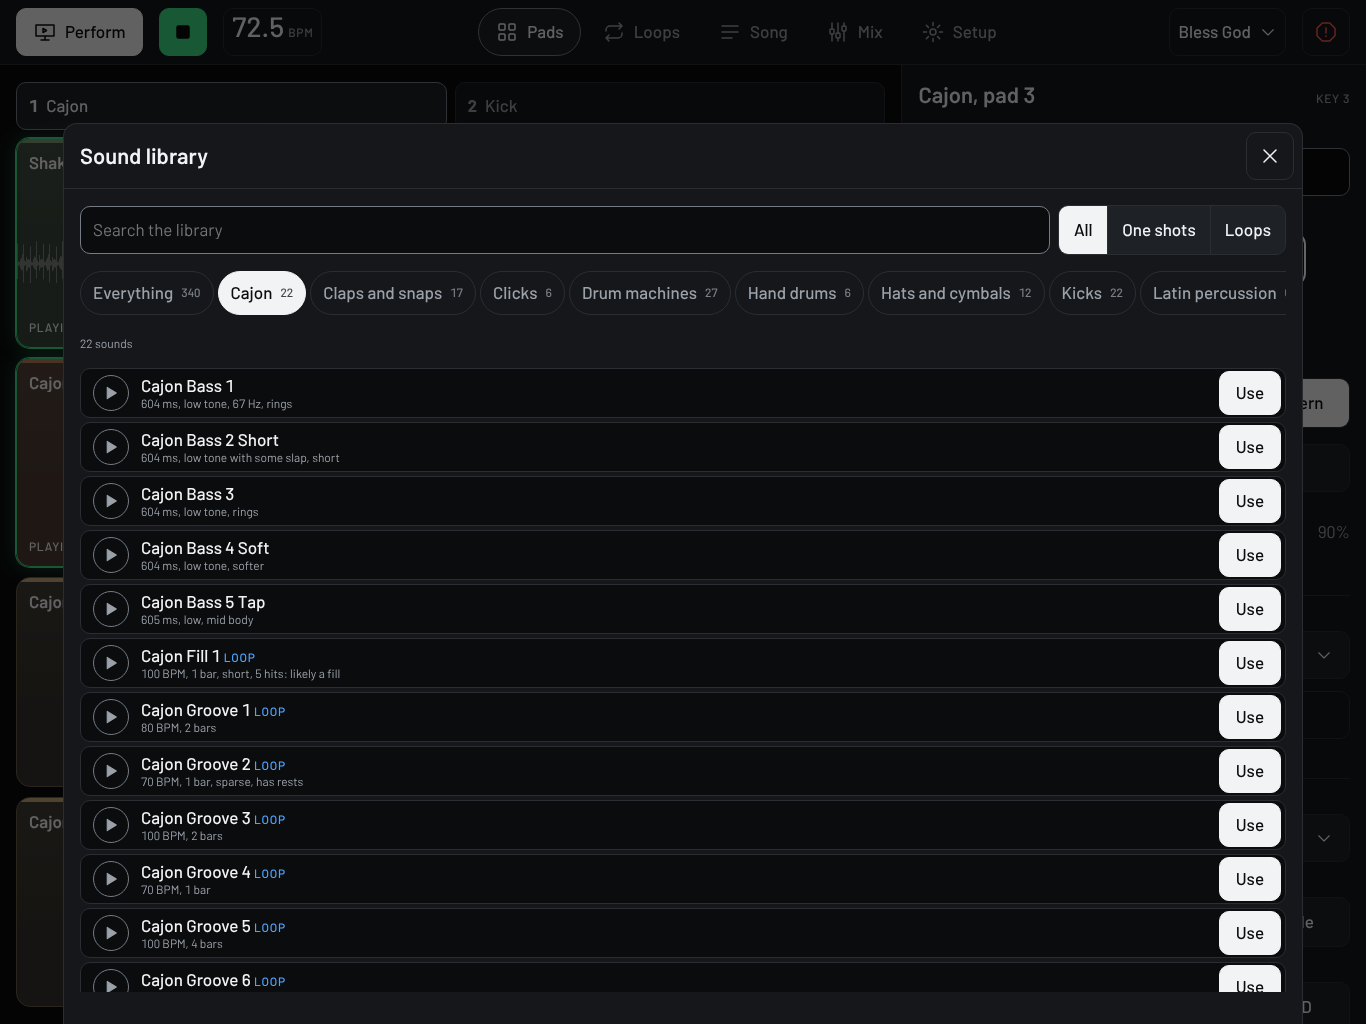 Perform
72.5 BPM
Pads
Loops
Song
Mix
Setup
Bless God
1 Cajon
2 Kick
Cajon, pad 3
KEY 3
Sound library
Search the library
All
One shots
Loops
Everything 340
Cajon 22
Claps and snaps 17
Clicks 6
Drum machines 27
Hand drums 6
Hats and cymbals 12
Kicks 22
Latin percussion
22 sounds
Cajon Bass 1
604 ms, low tone, 67 Hz, rings
Use
Cajon Bass 2 Short
604 ms, low tone with some slap, short
Use
Cajon Bass 3
604 ms, low tone, rings
Use
Cajon Bass 4 Soft
604 ms, low tone, softer
Use
Cajon Bass 5 Tap
605 ms, low, mid body
Use
Cajon Fill 1 LOOP
100 BPM, 1 bar, short, 5 hits: likely a fill
Use
Cajon Groove 1 LOOP
80 BPM, 2 bars
Use
Cajon Groove 2 LOOP
70 BPM, 1 bar, sparse, has rests
Use
Cajon Groove 3 LOOP
100 BPM, 2 bars
Use
Cajon Groove 4 LOOP
70 BPM, 1 bar
Use
Cajon Groove 5 LOOP
100 BPM, 4 bars
Use
Cajon Groove 6 LOOP
Use
90%